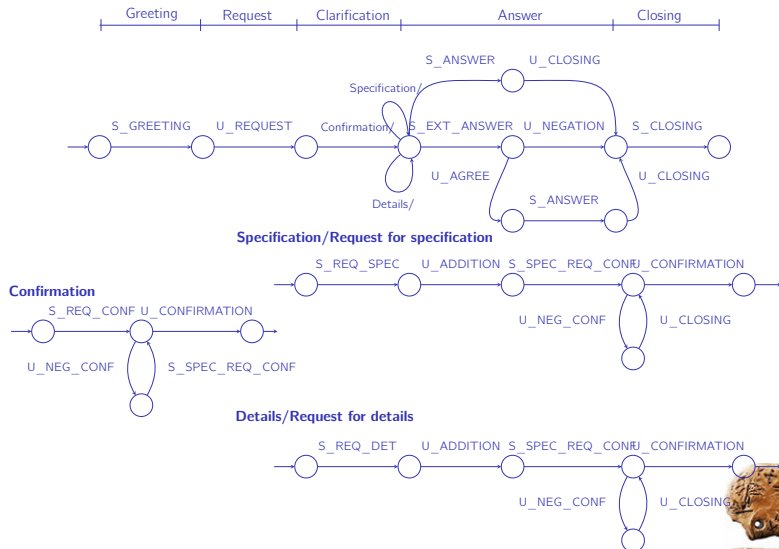 Greeting Request Clarification Answer Closing
S_ANSWER U_CLOSING
Specification/
S_GREETING U_REQUEST Confirmation/ S_EXT_ANSWER U_NEGATION S_CLOSING
U_AGREE U_CLOSING
S_ANSWER
Details/
Specification/Request for specification
S_REQ_SPEC U_ADDITION S_SPEC_REQ_CONF U_CONFIRMATION
Confirmation
S_REQ_CONF U_CONFIRMATION
U_NEG_CONF U_CLOSING
U_NEG_CONF S_SPEC_REQ_CONF
Details/Request for details
S_REQ_DET U_ADDITION S_SPEC_REQ_CONF U_CONFIRMATION
U_NEG_CONF U_CLOSING